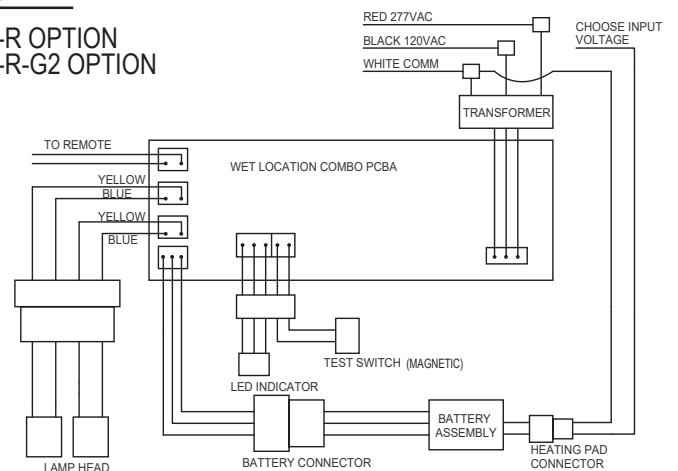 -R OPTION
-R-G2 OPTION
RED 277VAC
BLACK 120VAC
WHITE COMM
CHOOSE INPUT
VOLTAGE
TRANSFORMER
TO REMOTE
WET LOCATION COMBO PCBA
YELLOW
BLUE
YELLOW
BLUE
TEST SWITCH (MAGNETIC)
LED INDICATOR
BATTERY
ASSEMBLY
LAMP HEAD
BATTERY CONNECTOR
HEATING PAD
CONNECTOR